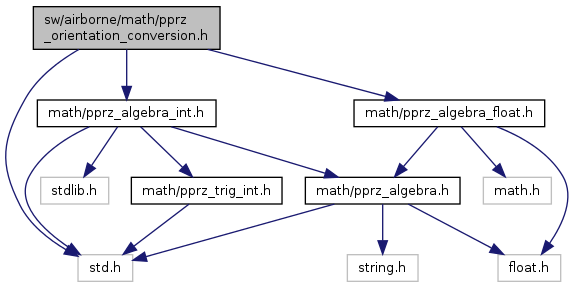 sw/airborne/math/pprz
_orientation_conversion.h
math/pprz_algebra_int.h
math/pprz_algebra_float.h
stdlib.h
math/pprz_trig_int.h
math/pprz_algebra.h
math.h
std.h
string.h
float.h